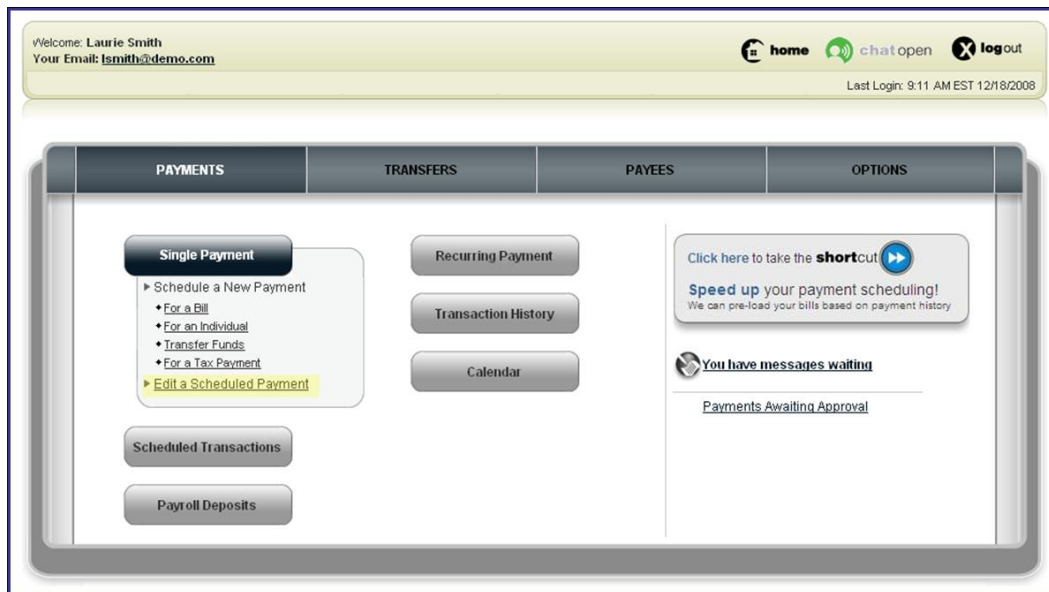 Welcome: Laurie Smith
Your Email: lsmith@demo.com
home
chat open
logout
Last Login: 9:11 AM EST 12/18/2008
PAYMENTS
TRANSFERS
PAYEES
OPTIONS
Single Payment
Schedule a New Payment
For a Bill
For an Individual
Transfer Funds
For a Tax Payment
Edit a Scheduled Payment
Scheduled Transactions
Payroll Deposits
Recurring Payment
Transaction History
Calendar
Click here to take the shortcut
Speed up your payment scheduling!
We can pre-load your bills based on payment history
You have messages waiting
Payments Awaiting Approval